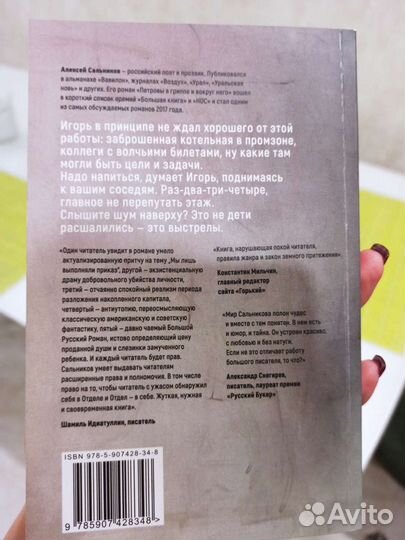 Алексей Сальников – российский поэт и прозаик. Публиковался
в альманахе «Вавилон», журналах «Воздух», «Урал», «Уральская
новь» и других. Его роман «Петровы в гриппе и вокруг него» вошел
в короткий список премий «Большая книга» и «НОС» и стал одним
из самых обсуждаемых романов 2017 года.
Игорь в принципе не ждал хорошего от этой
работы: заброшенная котельная в промзоне,
коллеги с волчьими билетами, ну какие там
могли быть цели и задачи.
Надо напиться, думает Игорь, поднимаясь
к вашим соседям. Раз-два-три-четыре,
главное не перепутать этаж.
Слышите шум наверху? Это не дети
расшалились – это выстрелы.
«Один читатель увидит в романе умело
актуализированную притчу на тему „Мы лишь
выполняли приказ", другой – экзистенциальную
драму добровольного убийства личности,
третий – отчаянно спокойный реализм периода
разложения накопленного капитала,
четвертый – антиутопию, переосмысляющую
классическую американскую и советскую
фантастику, пятый – давно чаемый Большой
Русский Роман, истово определяющий цену
проданной души и слезинки замученного
ребенка. И каждый читатель будет прав.
Сальников умеет выдавать читателям
расширенные права и полномочия. В том числе
право на то, чтобы читатель с ужасом обнаружил
себя в Отделе и Отдел – в себе. Жуткая, нужная
и своевременная книга».
Шамиль Идиатуллин, писатель
«Книга, нарушающая покой читателя,
правила жанра и закон земного притяжения».
Константин Мильчин,
главный редактор
сайта «Горький»
«Мир Сальникова полон чудес
и вместе с тем понятен. В нем есть
и юмор, и тайна. Он устроен красиво,
с любовью и без натуги.
Если не это отличает работу
большого писателя, то что?»
Александр Снегирев,
писатель, лауреат премии
«Русский Букер»
ISBN 978-5-907428-34-8
9 785907 428348
Avito